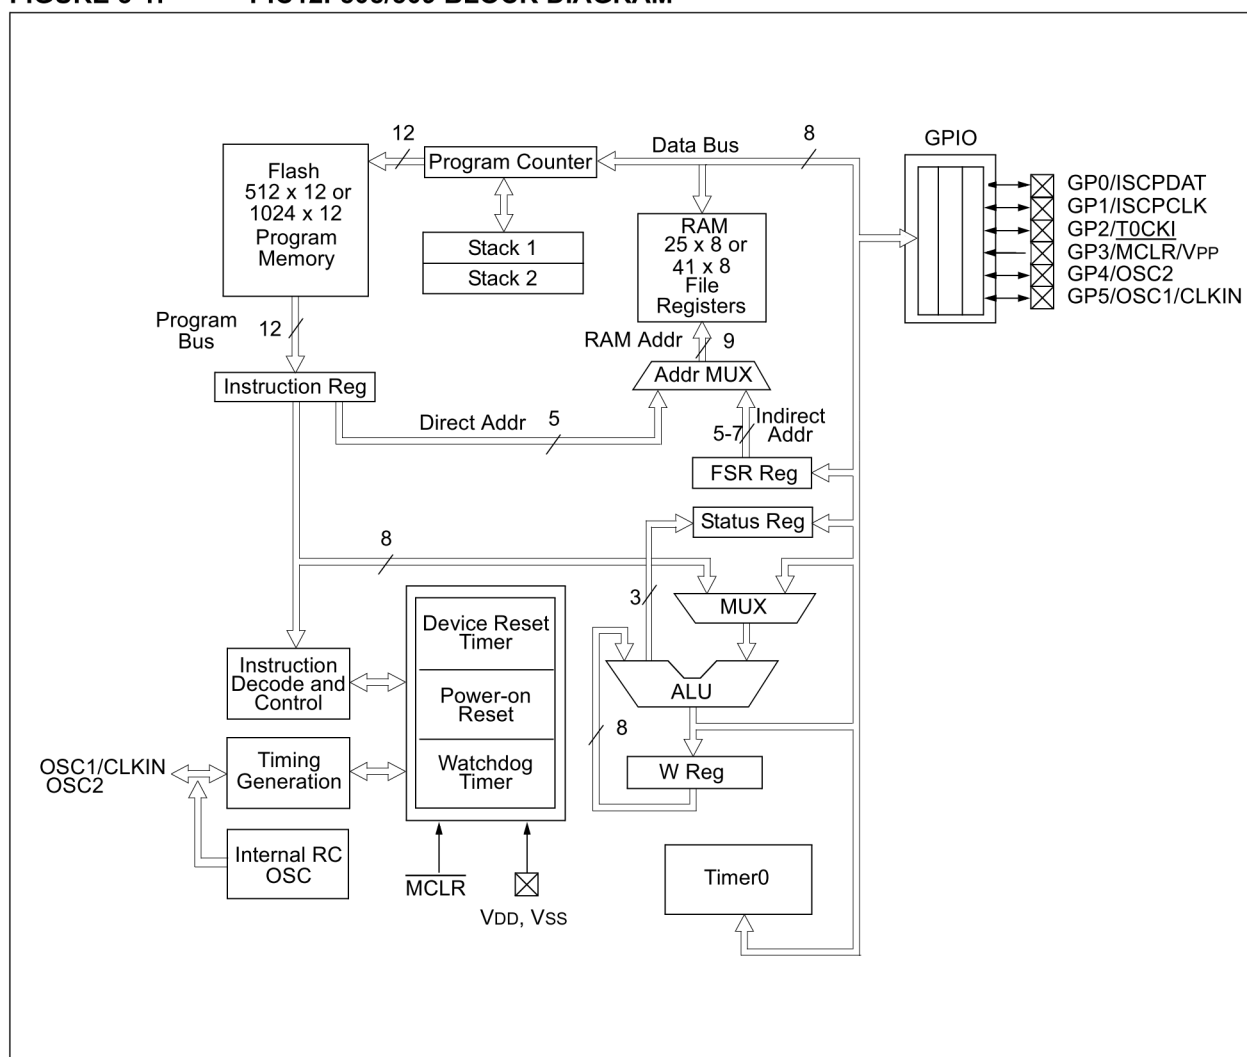 12
Data Bus
8
GPIO
Flash
512 x 12 or
1024 x 12
Program
Memory
Program Counter
Stack 1
Stack 2
RAM
25 x 8 or
41 x 8
File
Registers
GP0/ISCPDAT
GP1/ISCPCLK
GP2/T0CKI
GP3/MCLR/VPP
GP4/OSC2
GP5/OSC1/CLKIN
Program
Bus
12
RAM Addr
9
Instruction Reg
Addr MUX
Direct Addr
5
5-7
Indirect
Addr
FSR Reg
Status Reg
8
3
MUX
Device Reset
Timer
Power-on
Reset
Watchdog
Timer
Instruction
Decode and
Control
ALU
8
W Reg
OSC1/CLKIN
OSC2
Timing
Generation
Internal RC
OSC
MCLR
VDD, VSS
Timer0